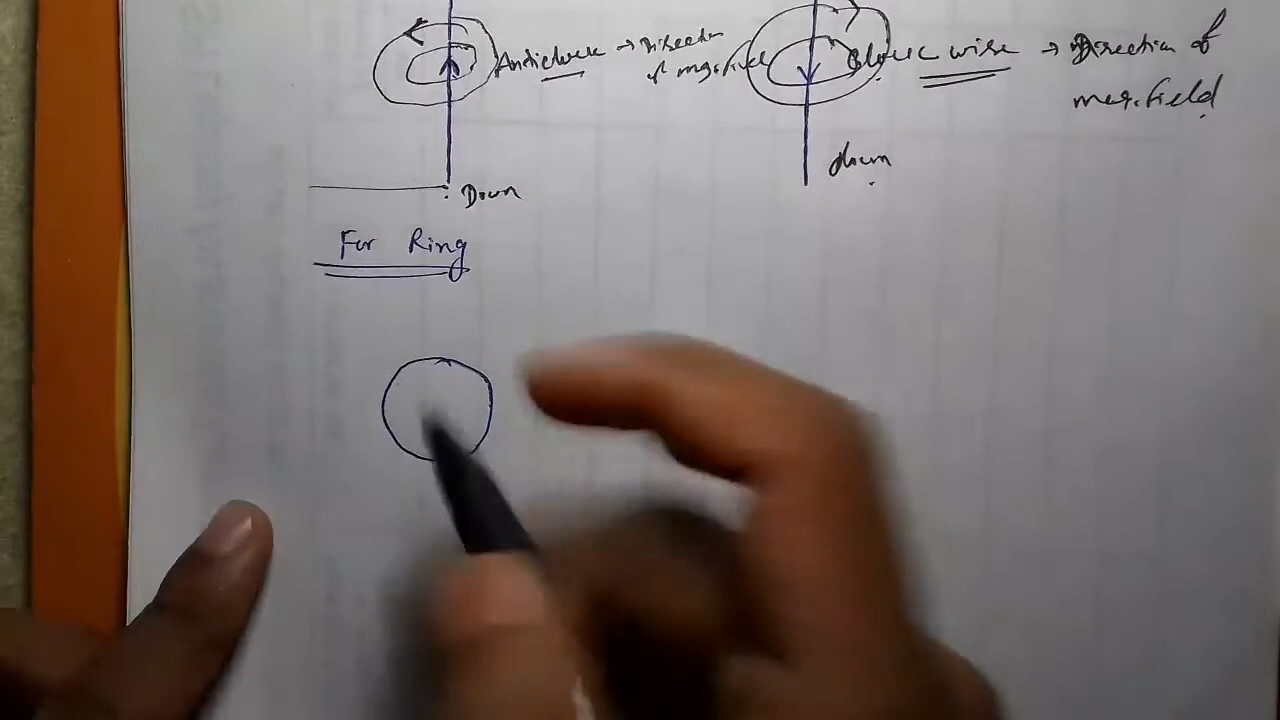 Anticlock → Direction
of mag.field
Clock wise → Direction of
mag.field
Down
down
For Ring